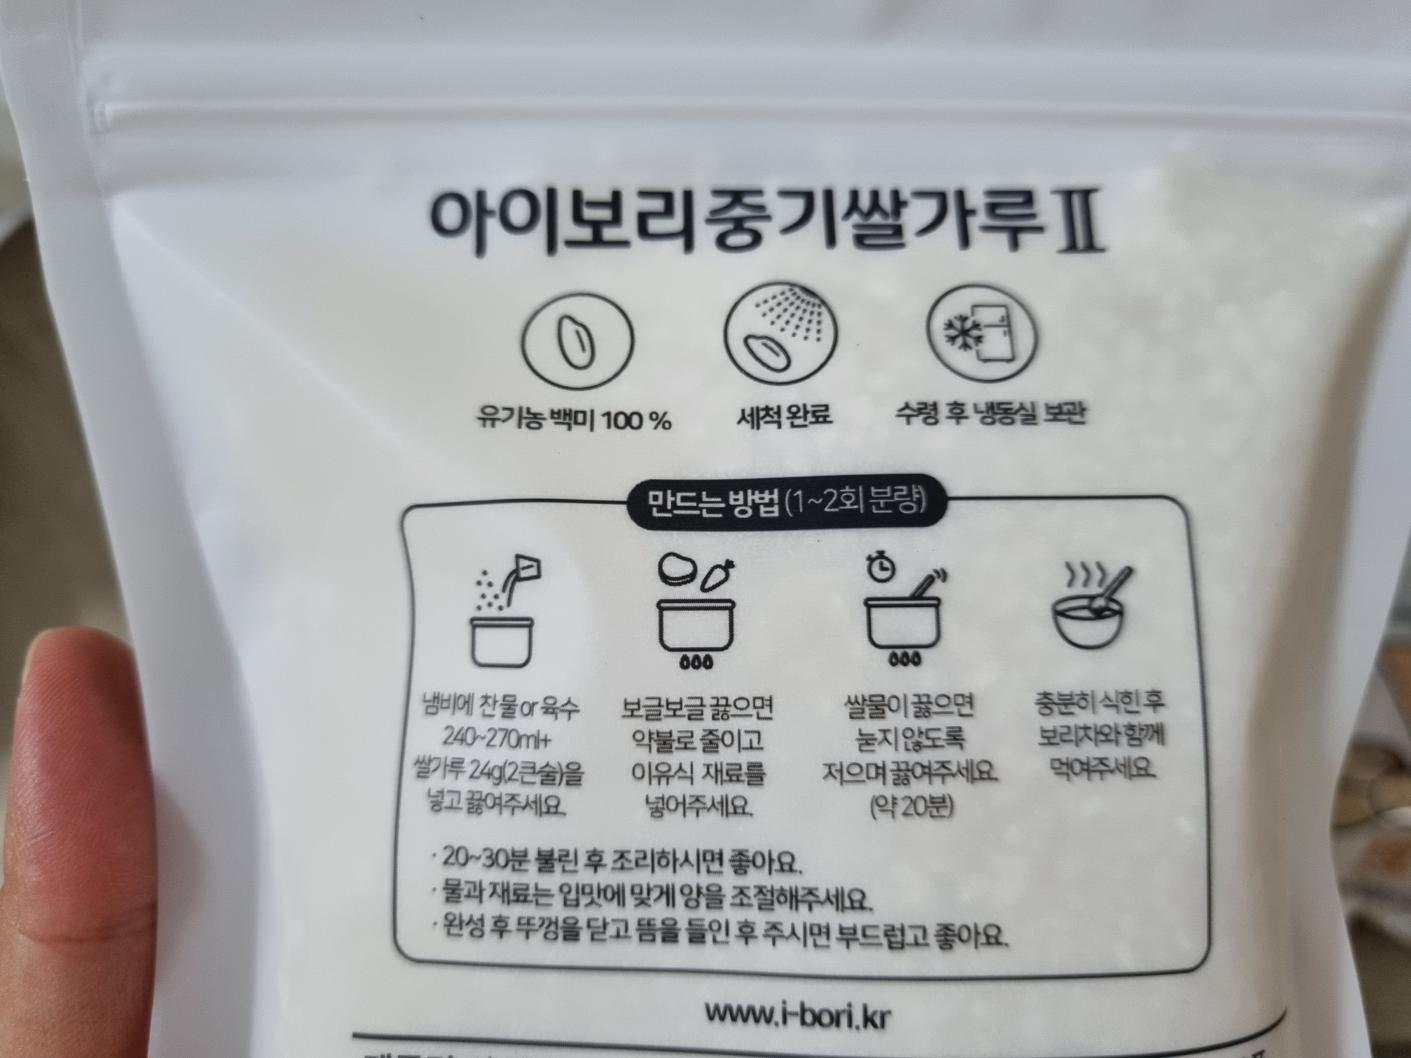 아이보리중기쌀가루Ⅱ
유기농 백미 100 %
세척 완료
수령 후 냉동실 보관
만드는 방법 (1~2회 분량)
냄비에 찬물 or 육수
240~270ml+
쌀가루 24g(2큰술)을
넣고 끓여주세요.
보글보글 끓으면
약불로 줄이고
이유식 재료를
넣어주세요.
쌀물이 끓으면
눋지 않도록
저으며 끓여주세요.
(약 20분)
충분히 식힌 후
보리차와 함께
먹여주세요.
· 20~30분 불린 후 조리하시면 좋아요.
· 물과 재료는 입맛에 맞게 양을 조절해주세요.
· 완성 후 뚜껑을 닫고 뜸을 들인 후 주시면 부드럽고 좋아요.
www.i-bori.kr